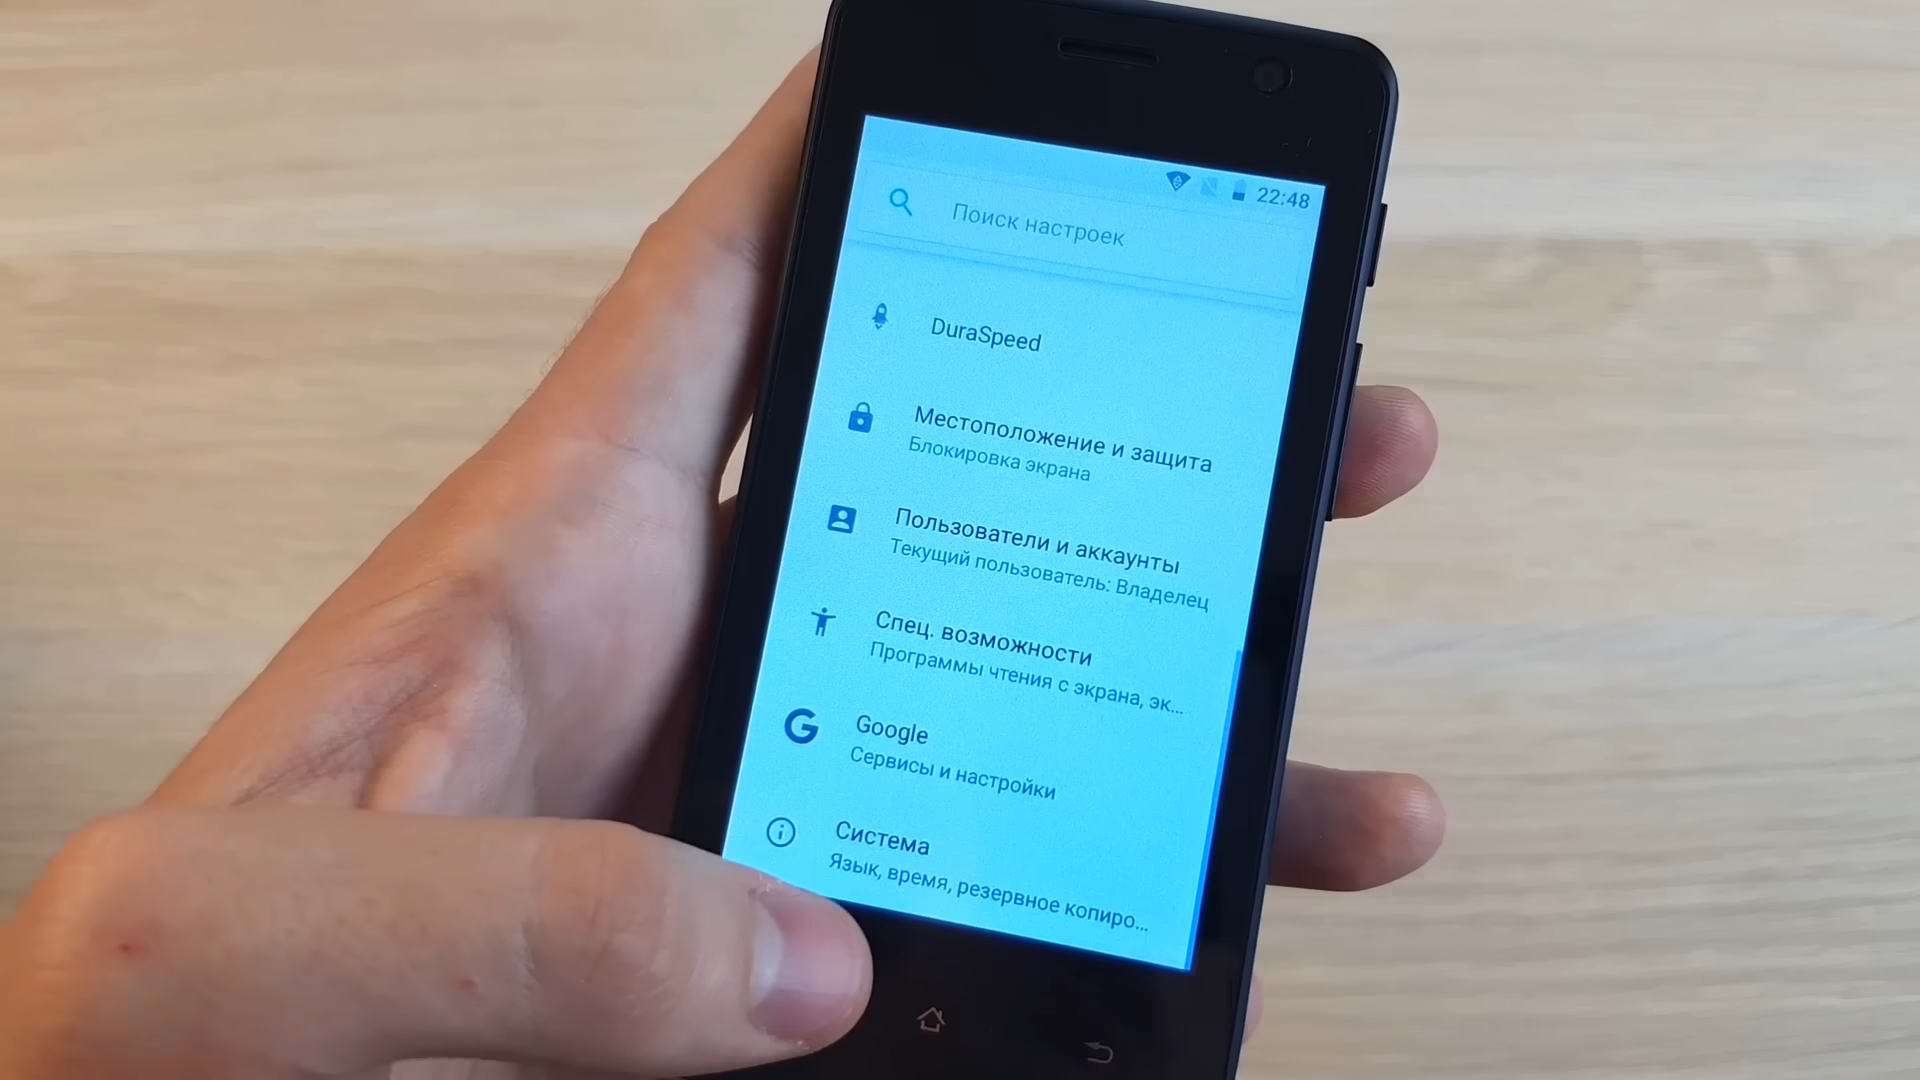 22:48
Поиск настроек
DuraSpeed
Местоположение и защита
Блокировка экрана
Пользователи и аккаунты
Текущий пользователь: Владелец
Спец. возможности
Программы чтения с экрана, эк...
Google
Сервисы и настройки
Система
Язык, время, резервное копиро...